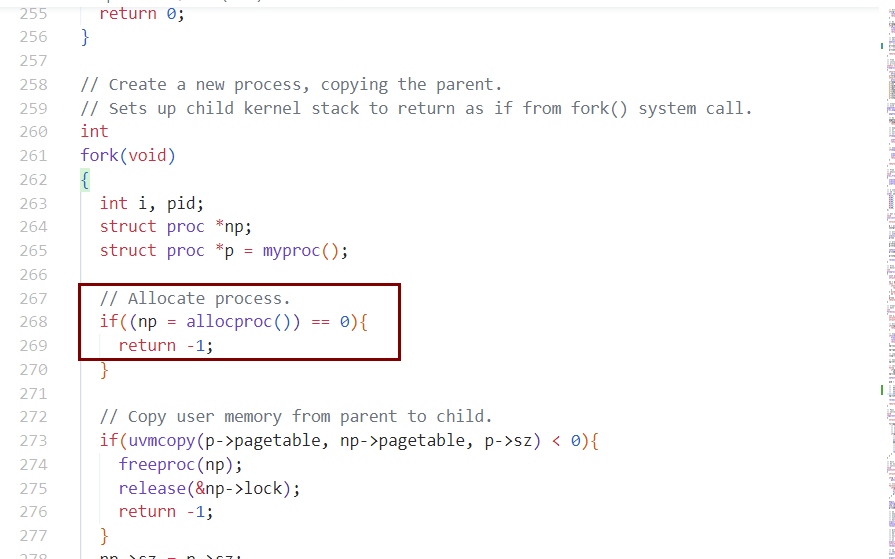 255 return 0;
256 }
257
258 // Create a new process, copying the parent.
259 // Sets up child kernel stack to return as if from fork() system call.
260 int
261 fork(void)
262 {
263 int i, pid;
264 struct proc *np;
265 struct proc *p = myproc();
266
267 // Allocate process.
268 if((np = allocproc()) == 0){
269 return -1;
270 }
271
272 // Copy user memory from parent to child.
273 if(uvmcopy(p->pagetable, np->pagetable, p->sz) < 0){
274 freeproc(np);
275 release(&np->lock);
276 return -1;
277 }
278 np->sz = p->sz;